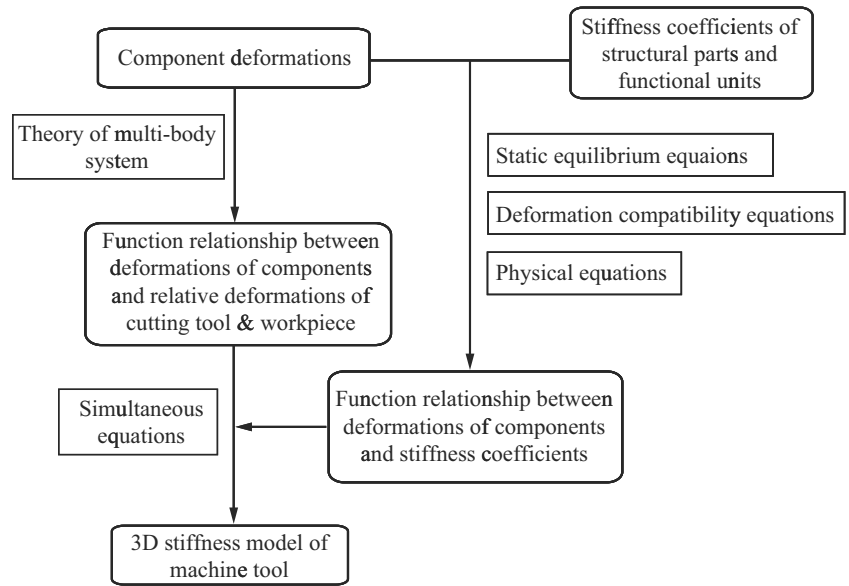 Component deformations
Stiffness coefficients of
structural parts and
functional units
Theory of multi-body
system
Static equilibrium equaions
Deformation compatibility equations
Physical equations
Function relationship between
deformations of components
and relative deformations of
cutting tool & workpiece
Simultaneous
equations
Function relationship between
deformations of components
and stiffness coefficients
3D stiffness model of
machine tool